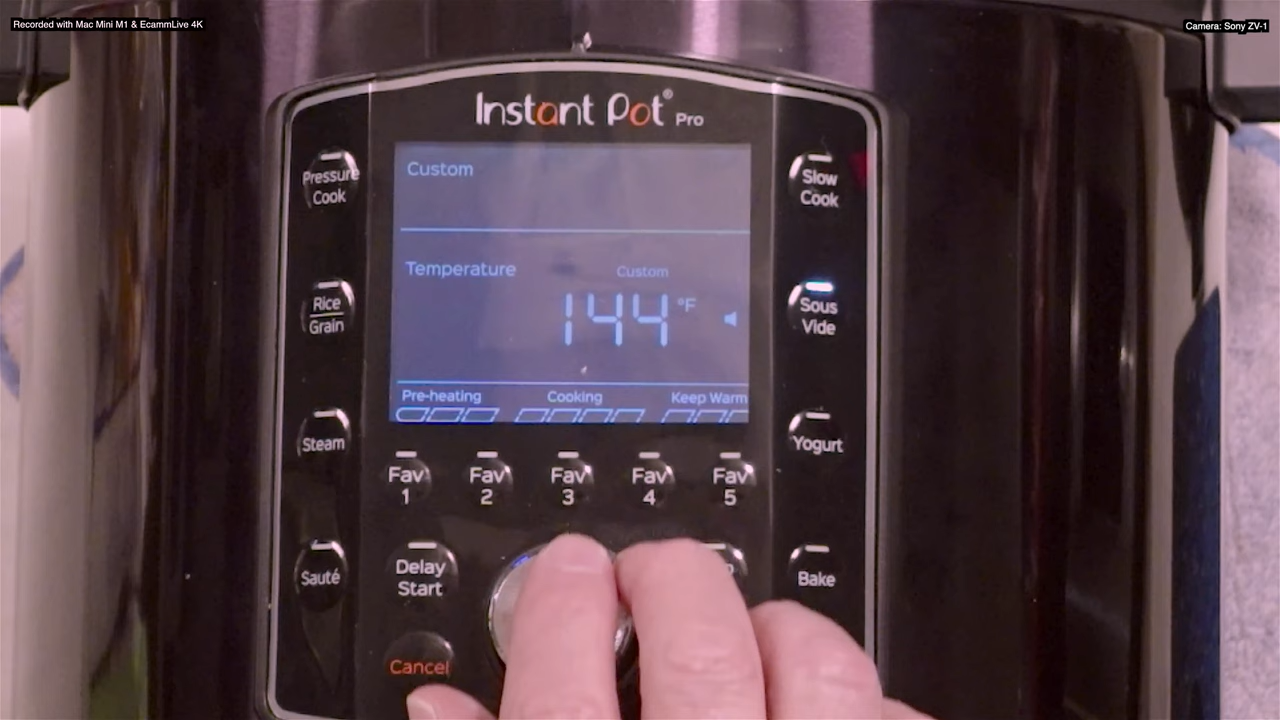 Recorded with Mac Mini M1 & EcammLive 4K
Camera: Sony ZV-1
Instant Pot® Pro
Custom
Temperature
Custom
144 °F
Pre-heating Cooking Keep Warm
Pressure
Cook
Rice
Grain
Steam
Sauté
Slow
Cook
Sous
Vide
Yogurt
Bake
Fav 1
Fav 2
Fav 3
Fav 4
Fav 5
Delay
Start
Cancel